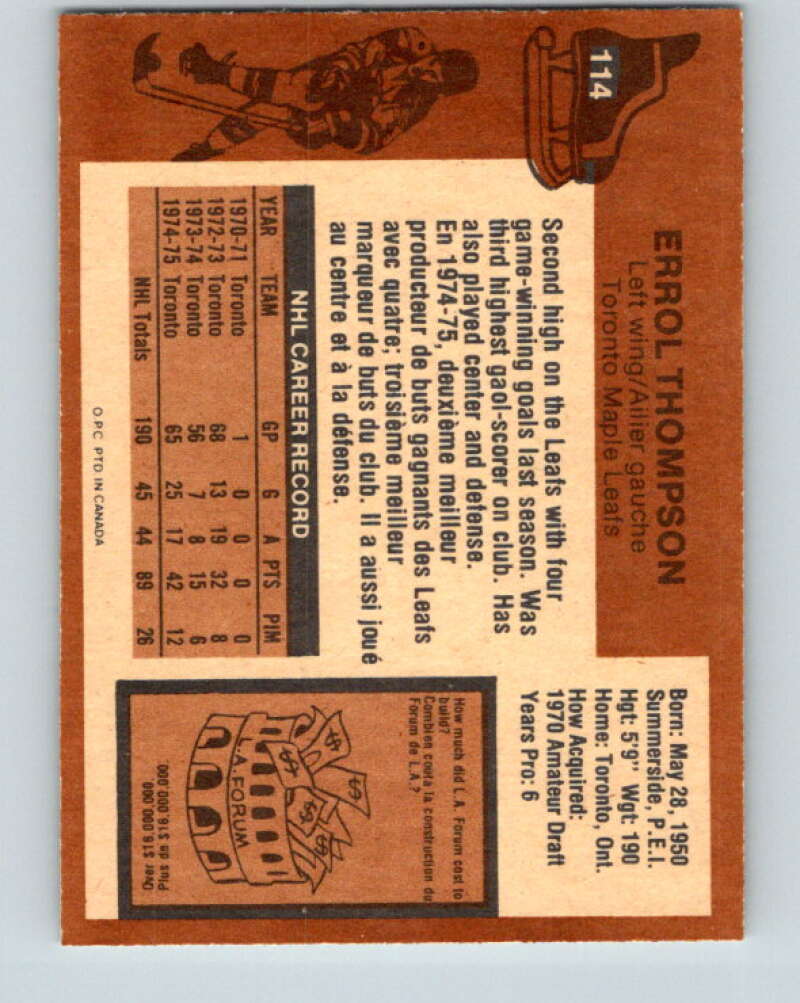 114
ERROL THOMPSON
Left wing/Ailier gauche
Toronto Maple Leafs
Born: May 28, 1950
Summerside, P.E.I.
Hgt: 5'9" Wgt: 190
Home: Toronto, Ont.
How Acquired:
1970 Amateur Draft
Years Pro: 6
Second high on the Leafs with four
game-winning goals last season. Was
third highest gaol-scorer on club. Has
also played center and defense.
En 1974-75, deuxième meilleur
producteur de buts gagnants des Leafs
avec quatre; troisième meilleur
marqueur de buts du club. Il a aussi joué
au centre et à la défense.
NHL CAREER RECORD
YEAR TEAM GP G A PTS PIM
1970-71 Toronto 1 0 0 0 0
1972-73 Toronto 68 13 19 32 8
1973-74 Toronto 56 7 8 15 6
1974-75 Toronto 65 25 17 42 12
NHL Totals 190 45 44 89 26
How much did L.A. Forum cost to
build?
Combien coûta la construction du
Forum de L.A.?
L.A. FORUM
Over $16,000,000.
Plus de $16,000,000.
O.P.C. PTD. IN CANADA